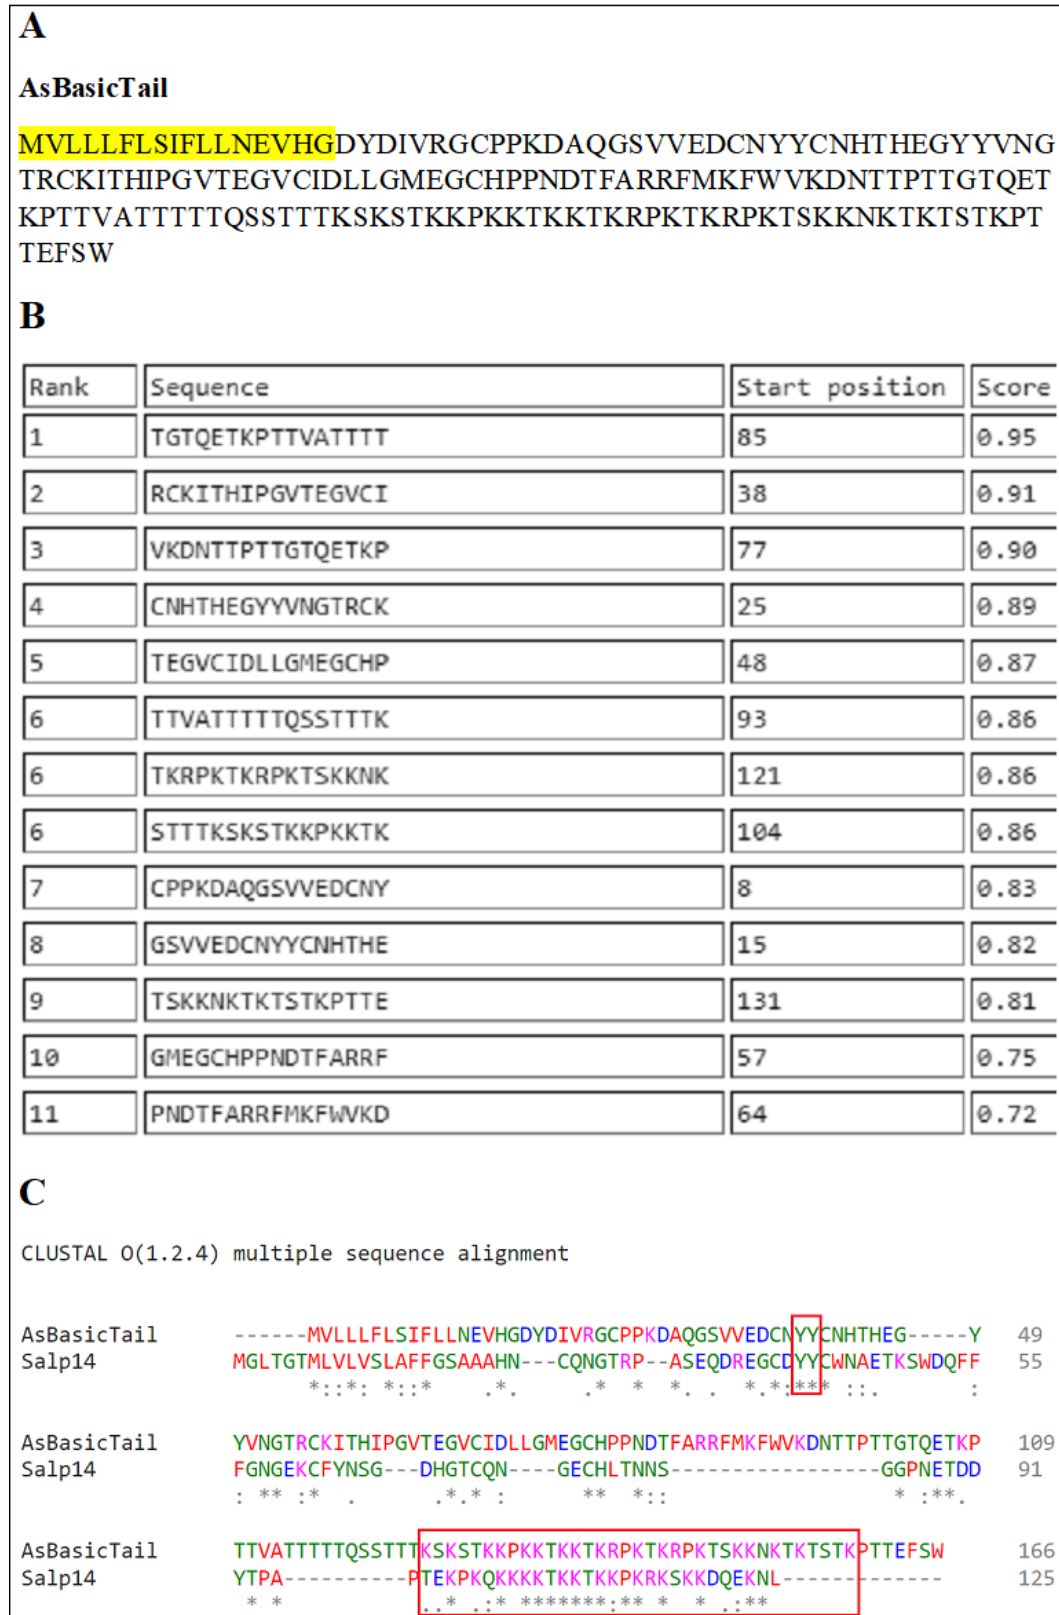 A
AsBasicTail
MVLLLFLSIFLLNEVHGDYDIVRGCPPKDAQGSVVEDCNYYCNHTHEGYYVNG
TRCKITHIPGVTEGVCIDLLGMEGCHPPNDTFARRFMKFWVKDNTTPTTGTQET
KPTTVATTTTTQSSTTTKSKSTKKPKKTKKTKRPKTKRPKTSKKNKTKTSTKPT
TEFSW
B
Rank Sequence Start position Score
1 TGTQETKPTTVATTTT 85 0.95
2 RCKITHIPGVTEGVCI 38 0.91
3 VKDNTTPTTGTQETKP 77 0.90
4 CNHTHEGYYVNGTRCK 25 0.89
5 TEGVCIDLLGMEGCHP 48 0.87
6 TTVATTTTTQSSTTTK 93 0.86
6 TKRPKTKRPKTSKKNK 121 0.86
6 STTTKSKSTKKPKKTK 104 0.86
7 CPPKDAQGSVVEDCNY 8 0.83
8 GSVVEDCNYYCNHTHE 15 0.82
9 TSKKNKTKTSTKPTTE 131 0.81
10 GMEGCHPPNDTFARRF 57 0.75
11 PNDTFARRFMKFWVKD 64 0.72
C
CLUSTAL O(1.2.4) multiple sequence alignment
AsBasicTail ------MVLLLFLSIFLLNEVHGDYDIVRGCPPKDAQGSVVEDCNYYCNHTHEG-----Y 49
Salp14 MGLTGTMLVLVSLAFFGSAAAHN---CQNGTRP--ASEQDREGCDYYCWNAETKSWDQFF 55
*::*: *::* .*. .* * *. . *.*:*** ::. :
AsBasicTail YVNGTRCKITHIPGVTEGVCIDLLGMEGCHPPNDTFARRFMKFWVKDNTTPTTGTQETKP 109
Salp14 FGNGEKCFYNSG---DHGTCQN----GECHLTNNS-----------------GGPNETDD 91
: ** :* . .*.* : ** *:: * :**.
AsBasicTail TTVATTTTTQSSTTTKSKSTKKPKKTKKTKRPKTKRPKTSKKNKTKTSTKPTTEFSW 166
Salp14 YTPA----------PTEKPKQKKKKTKKTKKPKRKSKKDQEKNL------------- 125
* * ..* .:* *******:** * * .:**